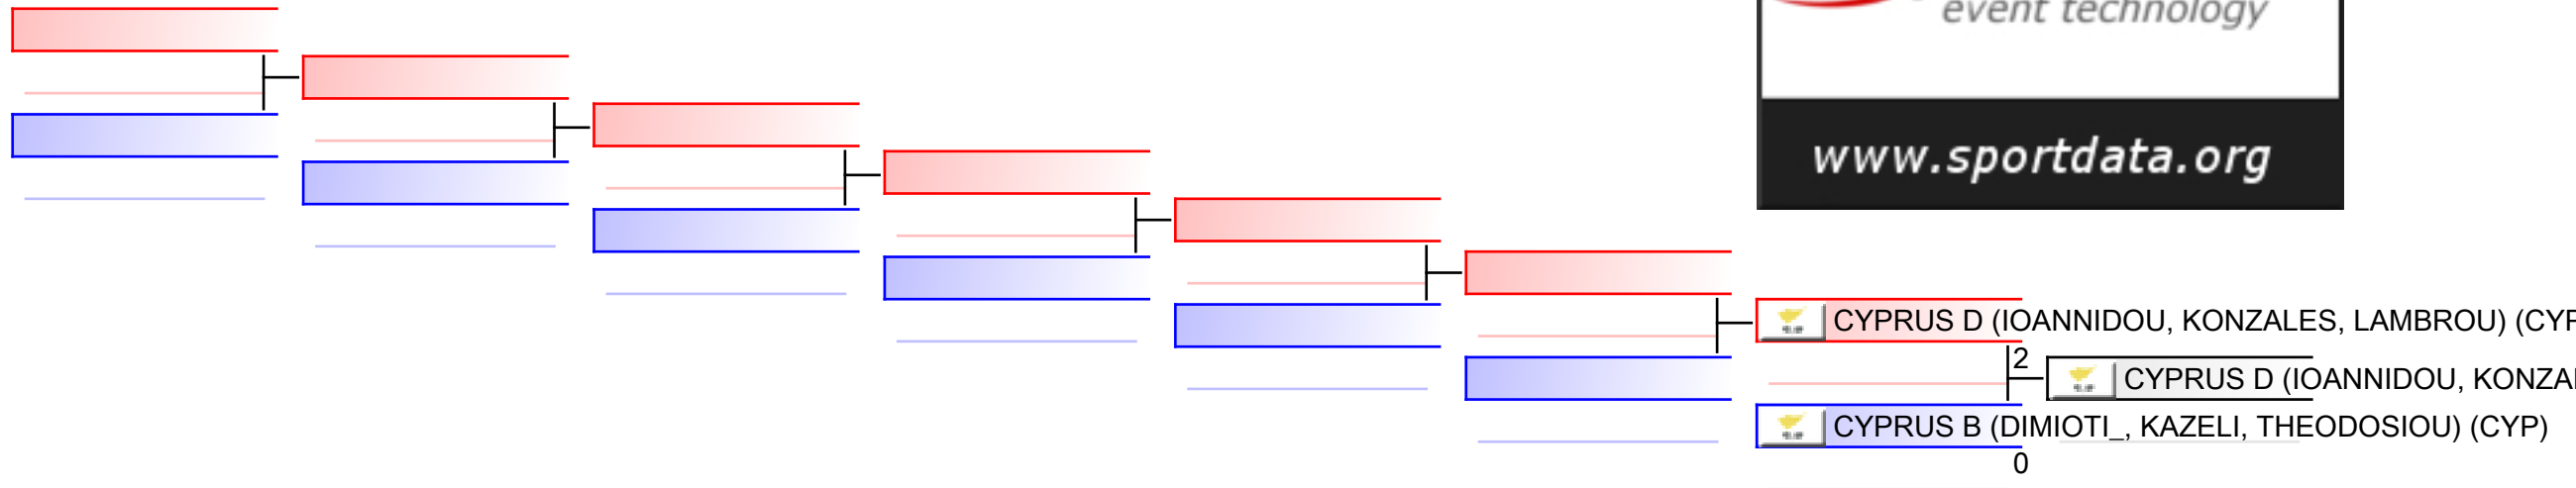 event technology
www.sportdata.org
CYPRUS D (IOANNIDOU, KONZALES, LAMBROU) (CYP
2
CYPRUS D (IOANNIDOU, KONZA
CYPRUS B (DIMIOTI_, KAZELI, THEODOSIOU) (CYP)
0